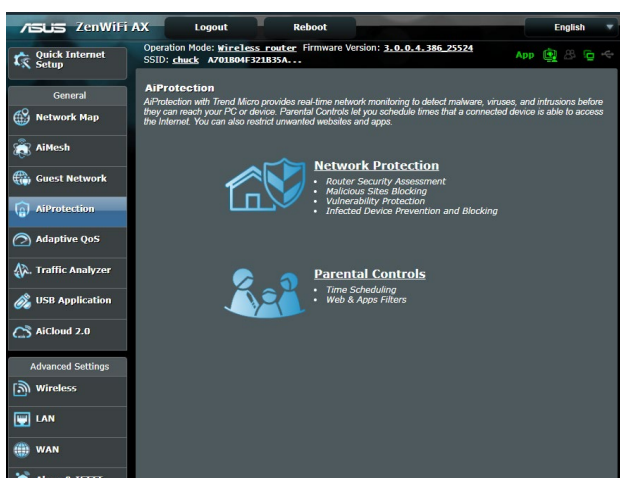 ASUS ZenWiFi AX Logout Reboot English
Quick Internet Setup
Operation Mode: Wireless router Firmware Version: 3.0.0.4.386_25524
SSID: chuck A701B04F321B35A...
App
General
Network Map
AiMesh
Guest Network
AiProtection
Adaptive QoS
Traffic Analyzer
USB Application
AiCloud 2.0
Advanced Settings
Wireless
LAN
WAN
AiProtection
AiProtection with Trend Micro provides real-time network monitoring to detect malware, viruses, and intrusions before
they can reach your PC or device. Parental Controls let you schedule times that a connected device is able to access
the Internet. You can also restrict unwanted websites and apps.
Network Protection
• Router Security Assessment
• Malicious Sites Blocking
• Vulnerability Protection
• Infected Device Prevention and Blocking
Parental Controls
• Time Scheduling
• Web & Apps Filters